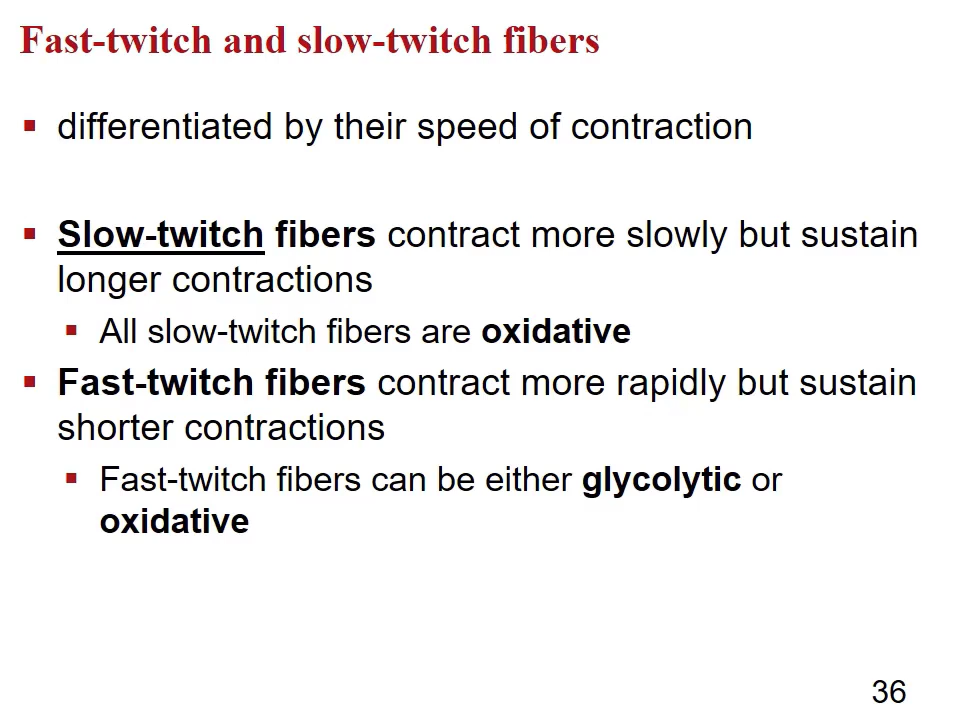 Fast-twitch and slow-twitch fibers
▪ differentiated by their speed of contraction
▪ Slow-twitch fibers contract more slowly but sustain
longer contractions
▪ All slow-twitch fibers are oxidative
▪ Fast-twitch fibers contract more rapidly but sustain
shorter contractions
▪ Fast-twitch fibers can be either glycolytic or
oxidative
36